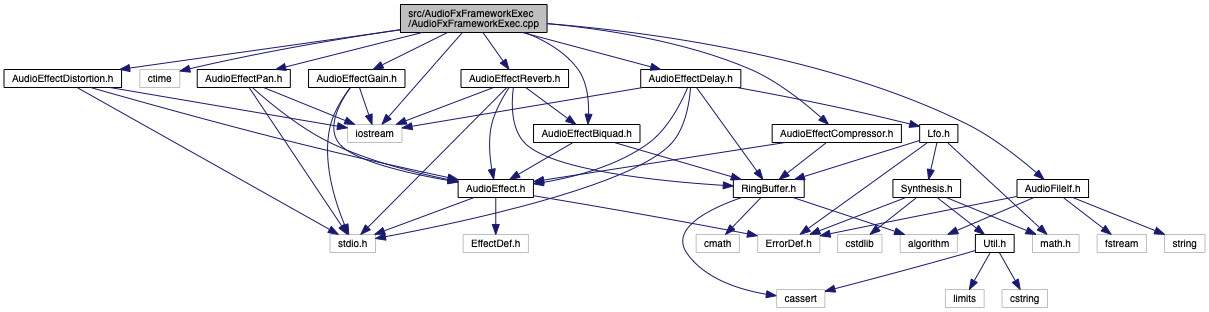 src/AudioFxFrameworkExec
/AudioFxFrameworkExec.cpp
AudioEffectDistortion.h
ctime
AudioEffectPan.h
AudioEffectGain.h
AudioEffectReverb.h
AudioEffectDelay.h
iostream
AudioEffectBiquad.h
AudioEffectCompressor.h
Lfo.h
AudioEffect.h
RingBuffer.h
Synthesis.h
AudioFileIf.h
stdio.h
EffectDef.h
cmath
ErrorDef.h
cstdlib
algorithm
Util.h
math.h
fstream
string
cassert
limits
cstring